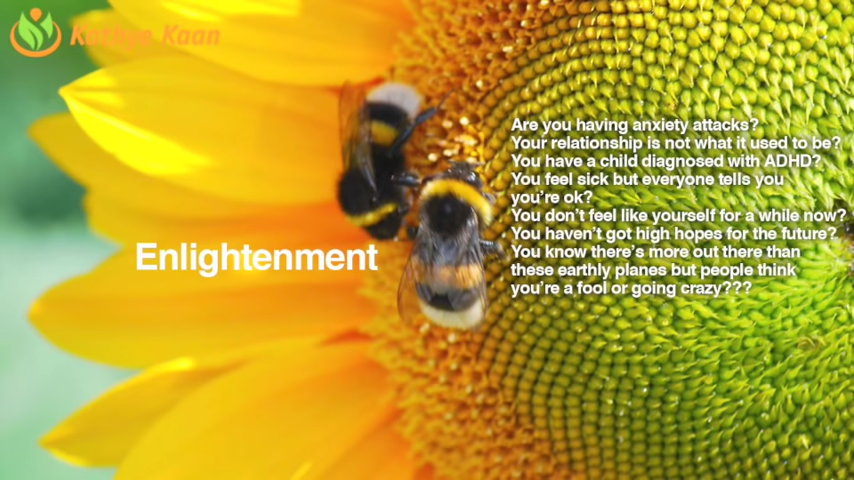 Kathye Kaan
Enlightenment
Are you having anxiety attacks?
Your relationship is not what it used to be?
You have a child diagnosed with ADHD?
You feel sick but everyone tells you
you're ok?
You don't feel like yourself for a while now?
You haven't got high hopes for the future?
You know there's more out there than
these earthly planes but people think
you're a fool or going crazy???